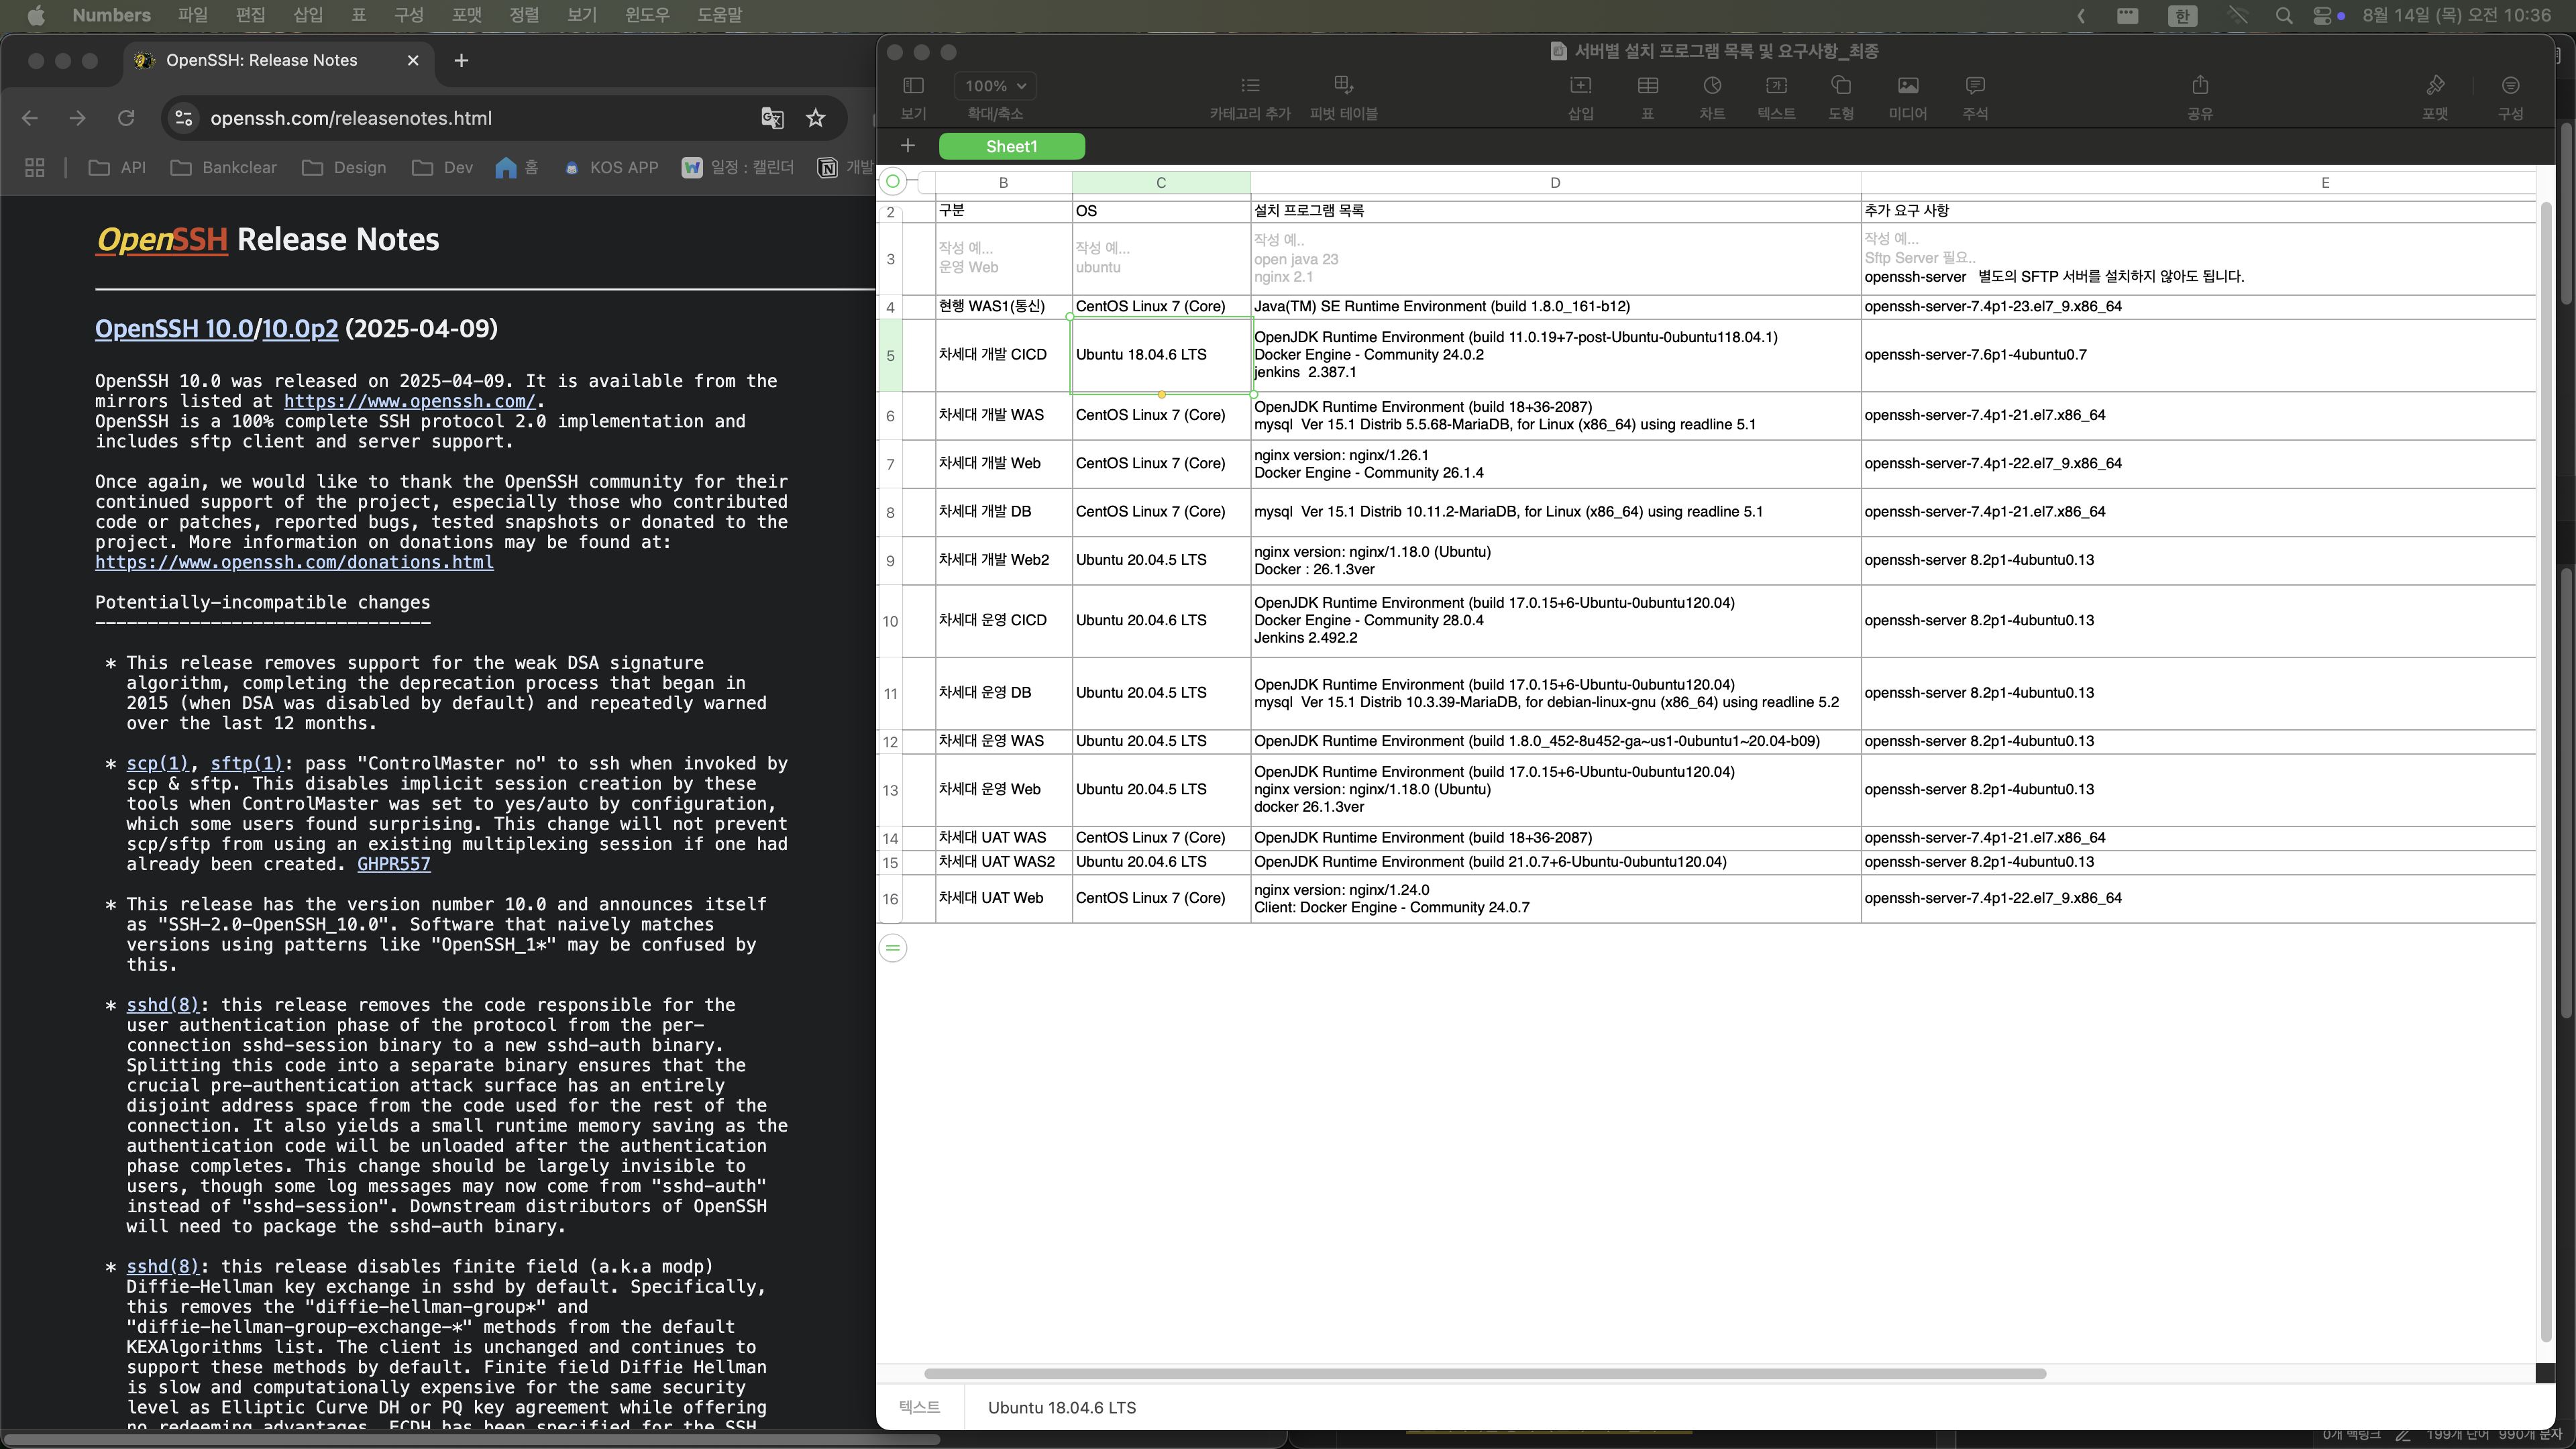 Numbers 파일 편집 삽입 표 구성 포맷 정렬 보기 윈도우 도움말
한 8월 14일 (목) 오전 10:36
OpenSSH: Release Notes
openssh.com/releasenotes.html
API Bankclear Design Dev 홈 KOS APP 일정 : 캘린더 개발
OpenSSH Release Notes
OpenSSH 10.0/10.0p2 (2025-04-09)
OpenSSH 10.0 was released on 2025-04-09. It is available from the
mirrors listed at https://www.openssh.com/.
OpenSSH is a 100% complete SSH protocol 2.0 implementation and
includes sftp client and server support.
Once again, we would like to thank the OpenSSH community for their
continued support of the project, especially those who contributed
code or patches, reported bugs, tested snapshots or donated to the
project. More information on donations may be found at:
https://www.openssh.com/donations.html
Potentially-incompatible changes
--------------------------------
* This release removes support for the weak DSA signature
algorithm, completing the deprecation process that began in
2015 (when DSA was disabled by default) and repeatedly warned
over the last 12 months.
* scp(1), sftp(1): pass "ControlMaster no" to ssh when invoked by
scp & sftp. This disables implicit session creation by these
tools when ControlMaster was set to yes/auto by configuration,
which some users found surprising. This change will not prevent
scp/sftp from using an existing multiplexing session if one had
already been created. GHPR557
* This release has the version number 10.0 and announces itself
as "SSH-2.0-OpenSSH_10.0". Software that naively matches
versions using patterns like "OpenSSH_1*" may be confused by
this.
* sshd(8): this release removes the code responsible for the
user authentication phase of the protocol from the per-
connection sshd-session binary to a new sshd-auth binary.
Splitting this code into a separate binary ensures that the
crucial pre-authentication attack surface has an entirely
disjoint address space from the code used for the rest of the
connection. It also yields a small runtime memory saving as the
authentication code will be unloaded after the authentication
phase completes. This change should be largely invisible to
users, though some log messages may now come from "sshd-auth"
instead of "sshd-session". Downstream distributors of OpenSSH
will need to package the sshd-auth binary.
* sshd(8): this release disables finite field (a.k.a modp)
Diffie-Hellman key exchange in sshd by default. Specifically,
this removes the "diffie-hellman-group*" and
"diffie-hellman-group-exchange-*" methods from the default
KEXAlgorithms list. The client is unchanged and continues to
support these methods by default. Finite field Diffie Hellman
is slow and computationally expensive for the same security
level as Elliptic Curve DH or PQ key agreement while offering
no redeeming advantages. ECDH has been specified for the SSH
서버별 설치 프로그램 목록 및 요구사항_최종
100%
보기 확대/축소 카테고리 추가 피벗 테이블 삽입 표 차트 텍스트 도형 미디어 주석 공유 포맷 구성
Sheet1
B C D E
2 구분 OS 설치 프로그램 목록 추가 요구 사항
3 작성 예...
운영 Web
작성 예...
ubuntu
작성 예..
open java 23
nginx 2.1
작성 예...
Sftp Server 필요..
openssh-server 별도의 SFTP 서버를 설치하지 않아도 됩니다.
4 현행 WAS1(통신) CentOS Linux 7 (Core) Java(TM) SE Runtime Environment (build 1.8.0_161-b12) openssh-server-7.4p1-23.el7_9.x86_64
5 차세대 개발 CICD Ubuntu 18.04.6 LTS
OpenJDK Runtime Environment (build 11.0.19+7-post-Ubuntu-0ubuntu118.04.1)
Docker Engine - Community 24.0.2
jenkins 2.387.1
openssh-server-7.6p1-4ubuntu0.7
6 차세대 개발 WAS CentOS Linux 7 (Core)
OpenJDK Runtime Environment (build 18+36-2087)
mysql Ver 15.1 Distrib 5.5.68-MariaDB, for Linux (x86_64) using readline 5.1
openssh-server-7.4p1-21.el7.x86_64
7 차세대 개발 Web CentOS Linux 7 (Core)
nginx version: nginx/1.26.1
Docker Engine - Community 26.1.4
openssh-server-7.4p1-22.el7_9.x86_64
8 차세대 개발 DB CentOS Linux 7 (Core) mysql Ver 15.1 Distrib 10.11.2-MariaDB, for Linux (x86_64) using readline 5.1 openssh-server-7.4p1-21.el7.x86_64
9 차세대 개발 Web2 Ubuntu 20.04.5 LTS
nginx version: nginx/1.18.0 (Ubuntu)
Docker : 26.1.3ver
openssh-server 8.2p1-4ubuntu0.13
10 차세대 운영 CICD Ubuntu 20.04.6 LTS
OpenJDK Runtime Environment (build 17.0.15+6-Ubuntu-0ubuntu120.04)
Docker Engine - Community 28.0.4
Jenkins 2.492.2
openssh-server 8.2p1-4ubuntu0.13
11 차세대 운영 DB Ubuntu 20.04.5 LTS
OpenJDK Runtime Environment (build 17.0.15+6-Ubuntu-0ubuntu120.04)
mysql Ver 15.1 Distrib 10.3.39-MariaDB, for debian-linux-gnu (x86_64) using readline 5.2
openssh-server 8.2p1-4ubuntu0.13
12 차세대 운영 WAS Ubuntu 20.04.5 LTS OpenJDK Runtime Environment (build 1.8.0_452-8u452-ga~us1-0ubuntu1~20.04-b09) openssh-server 8.2p1-4ubuntu0.13
13 차세대 운영 Web Ubuntu 20.04.5 LTS
OpenJDK Runtime Environment (build 17.0.15+6-Ubuntu-0ubuntu120.04)
nginx version: nginx/1.18.0 (Ubuntu)
docker 26.1.3ver
openssh-server 8.2p1-4ubuntu0.13
14 차세대 UAT WAS CentOS Linux 7 (Core) OpenJDK Runtime Environment (build 18+36-2087) openssh-server-7.4p1-21.el7.x86_64
15 차세대 UAT WAS2 Ubuntu 20.04.6 LTS OpenJDK Runtime Environment (build 21.0.7+6-Ubuntu-0ubuntu120.04) openssh-server 8.2p1-4ubuntu0.13
16 차세대 UAT Web CentOS Linux 7 (Core)
nginx version: nginx/1.24.0
Client: Docker Engine - Community 24.0.7
openssh-server-7.4p1-22.el7_9.x86_64
텍스트 Ubuntu 18.04.6 LTS
0개 백링크 199개 단어 990개 문자